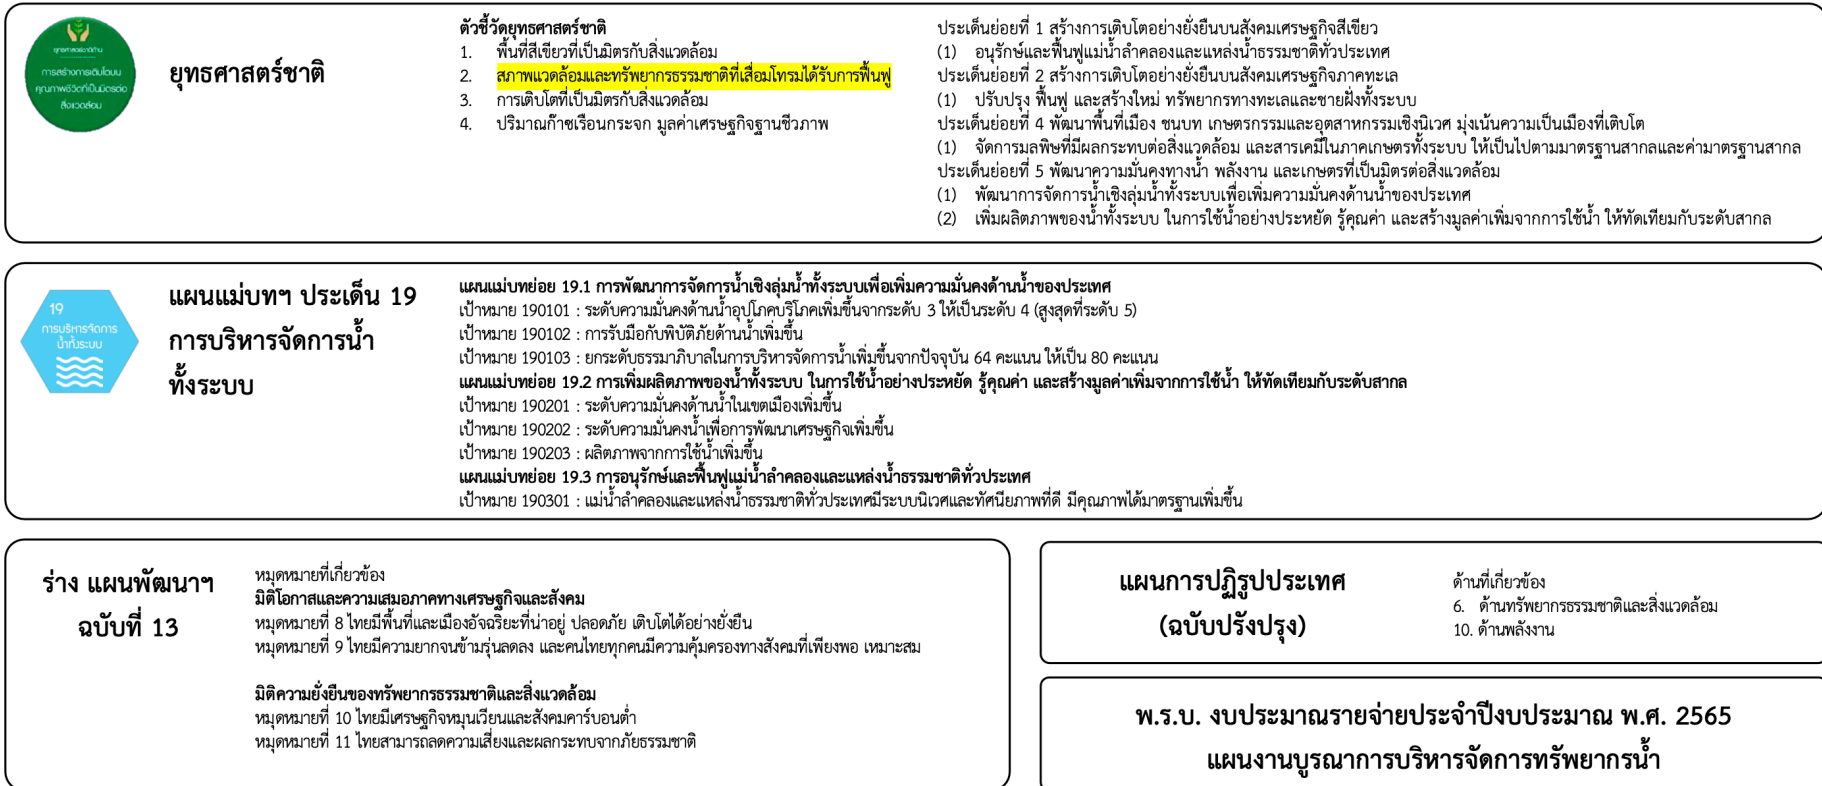 ยุทธศาสตร์ชาติด้าน
การสร้างการเติบโตบน
คุณภาพชีวิตที่เป็นมิตรต่อ
สิ่งแวดล้อม
ยุทธศาสตร์ชาติ
ตัวชี้วัดยุทธศาสตร์ชาติ
1. พื้นที่สีเขียวที่เป็นมิตรกับสิ่งแวดล้อม
2. สภาพแวดล้อมและทรัพยากรธรรมชาติที่เสื่อมโทรมได้รับการฟื้นฟู
3. การเติบโตที่เป็นมิตรกับสิ่งแวดล้อม
4. ปริมาณก๊าซเรือนกระจก มูลค่าเศรษฐกิจฐานชีวภาพ
ประเด็นย่อยที่ 1 สร้างการเติบโตอย่างยั่งยืนบนสังคมเศรษฐกิจสีเขียว
(1) อนุรักษ์และฟื้นฟูแม่น้ำลำคลองและแหล่งน้ำธรรมชาติทั่วประเทศ
ประเด็นย่อยที่ 2 สร้างการเติบโตอย่างยั่งยืนบนสังคมเศรษฐกิจภาคทะเล
(1) ปรับปรุง ฟื้นฟู และสร้างใหม่ ทรัพยากรทางทะเลและชายฝั่งทั้งระบบ
ประเด็นย่อยที่ 4 พัฒนาพื้นที่เมือง ชนบท เกษตรกรรมและอุตสาหกรรมเชิงนิเวศ มุ่งเน้นความเป็นเมืองที่เติบโต
(1) จัดการมลพิษที่มีผลกระทบต่อสิ่งแวดล้อม และสารเคมีในภาคเกษตรทั้งระบบ ให้เป็นไปตามมาตรฐานสากลและค่ามาตรฐานสากล
ประเด็นย่อยที่ 5 พัฒนาความมั่นคงทางน้ำ พลังงาน และเกษตรที่เป็นมิตรต่อสิ่งแวดล้อม
(1) พัฒนาการจัดการน้ำเชิงลุ่มน้ำทั้งระบบเพื่อเพิ่มความมั่นคงด้านน้ำของประเทศ
(2) เพิ่มผลิตภาพของน้ำทั้งระบบ ในการใช้น้ำอย่างประหยัด รู้คุณค่า และสร้างมูลค่าเพิ่มจากการใช้น้ำ ให้ทัดเทียมกับระดับสากล
19
การบริหารจัดการ
น้ำทั้งระบบ
แผนแม่บทฯ ประเด็น 19
การบริหารจัดการน้ำ
ทั้งระบบ
แผนแม่บทย่อย 19.1 การพัฒนาการจัดการน้ำเชิงลุ่มน้ำทั้งระบบเพื่อเพิ่มความมั่นคงด้านน้ำของประเทศ
เป้าหมาย 190101 : ระดับความมั่นคงด้านน้ำอุปโภคบริโภคเพิ่มขึ้นจากระดับ 3 ให้เป็นระดับ 4 (สูงสุดที่ระดับ 5)
เป้าหมาย 190102 : การรับมือกับพิบัติภัยด้านน้ำเพิ่มขึ้น
เป้าหมาย 190103 : ยกระดับธรรมาภิบาลในการบริหารจัดการน้ำเพิ่มขึ้นจากปัจจุบัน 64 คะแนน ให้เป็น 80 คะแนน
แผนแม่บทย่อย 19.2 การเพิ่มผลิตภาพของน้ำทั้งระบบ ในการใช้น้ำอย่างประหยัด รู้คุณค่า และสร้างมูลค่าเพิ่มจากการใช้น้ำ ให้ทัดเทียมกับระดับสากล
เป้าหมาย 190201 : ระดับความมั่นคงด้านน้ำในเขตเมืองเพิ่มขึ้น
เป้าหมาย 190202 : ระดับความมั่นคงน้ำเพื่อการพัฒนาเศรษฐกิจเพิ่มขึ้น
เป้าหมาย 190203 : ผลิตภาพจากการใช้น้ำเพิ่มขึ้น
แผนแม่บทย่อย 19.3 การอนุรักษ์และฟื้นฟูแม่น้ำลำคลองและแหล่งน้ำธรรมชาติทั่วประเทศ
เป้าหมาย 190301 : แม่น้ำลำคลองและแหล่งน้ำธรรมชาติทั่วประเทศมีระบบนิเวศและทัศนียภาพที่ดี มีคุณภาพได้มาตรฐานเพิ่มขึ้น
ร่าง แผนพัฒนาฯ
ฉบับที่ 13
หมุดหมายที่เกี่ยวข้อง
มิติโอกาสและความเสมอภาคทางเศรษฐกิจและสังคม
หมุดหมายที่ 8 ไทยมีพื้นที่และเมืองอัจฉริยะที่น่าอยู่ ปลอดภัย เติบโตได้อย่างยั่งยืน
หมุดหมายที่ 9 ไทยมีความยากจนข้ามรุ่นลดลง และคนไทยทุกคนมีความคุ้มครองทางสังคมที่เพียงพอ เหมาะสม
มิติความยั่งยืนของทรัพยากรธรรมชาติและสิ่งแวดล้อม
หมุดหมายที่ 10 ไทยมีเศรษฐกิจหมุนเวียนและสังคมคาร์บอนต่ำ
หมุดหมายที่ 11 ไทยสามารถลดความเสี่ยงและผลกระทบจากภัยธรรมชาติ
แผนการปฏิรูปประเทศ
(ฉบับปรังปรุง)
ด้านที่เกี่ยวข้อง
6. ด้านทรัพยากรธรรมชาติและสิ่งแวดล้อม
10. ด้านพลังงาน
พ.ร.บ. งบประมาณรายจ่ายประจำปีงบประมาณ พ.ศ. 2565
แผนงานบูรณาการบริหารจัดการทรัพยากรน้ำ